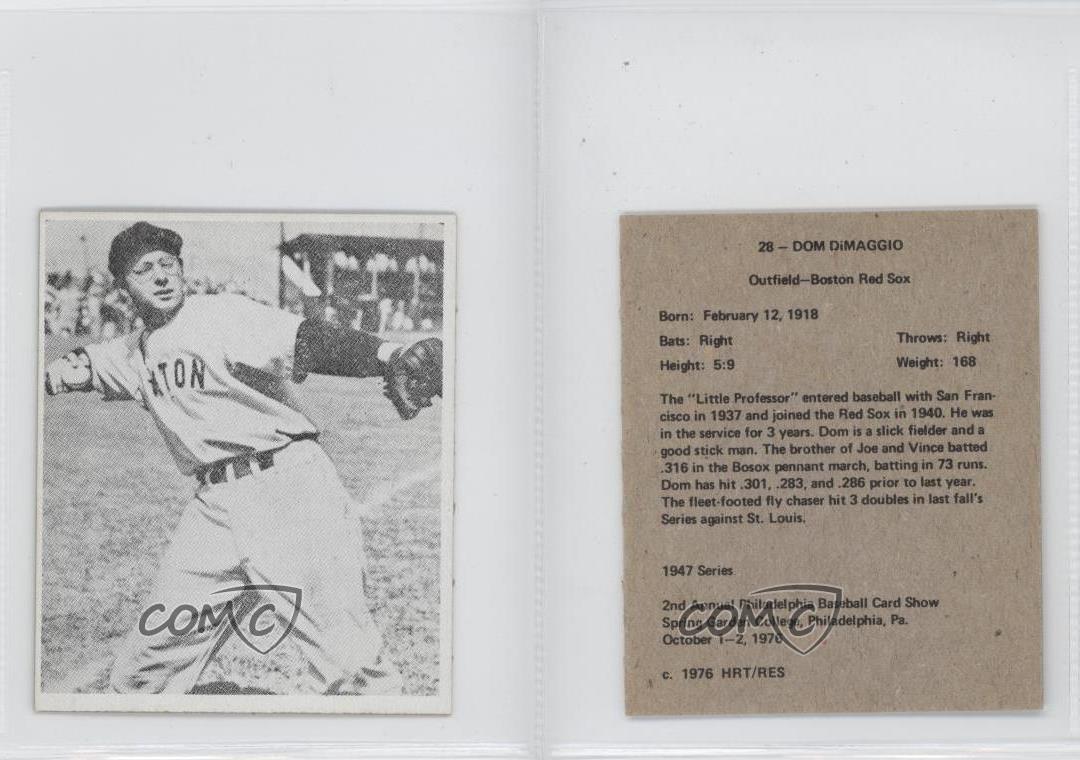 TON
COMC
28 – DOM DiMAGGIO
Outfield–Boston Red Sox
Born: February 12, 1918
Bats: Right Throws: Right
Height: 5:9 Weight: 168
The "Little Professor" entered baseball with San Fran-
cisco in 1937 and joined the Red Sox in 1940. He was
in the service for 3 years. Dom is a slick fielder and a
good stick man. The brother of Joe and Vince batted
.316 in the Bosox pennant march, batting in 73 runs.
Dom has hit .301, .283, and .286 prior to last year.
The fleet-footed fly chaser hit 3 doubles in last fall's
Series against St. Louis.
1947 Series
2nd Annual Philadelphia Baseball Card Show
Spring Garden College, Philadelphia, Pa.
October 1–2, 1976
COMC
c. 1976 HRT/RES